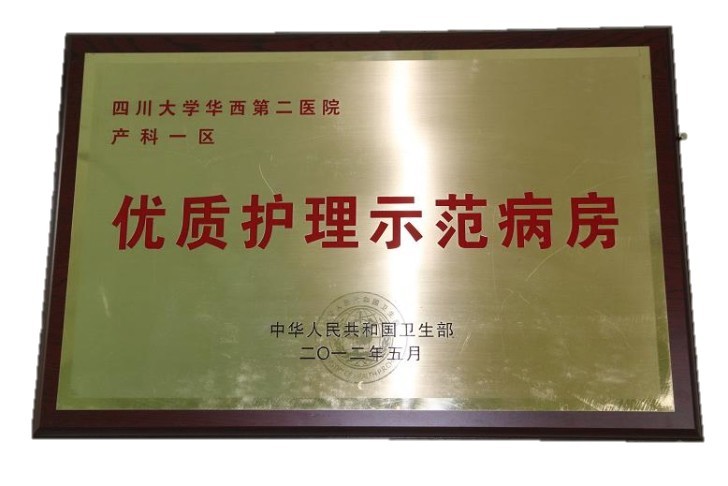 四川大学华西第二医院
产科一区
优质护理示范病房
中华人民共和国卫生部
二〇一二年五月